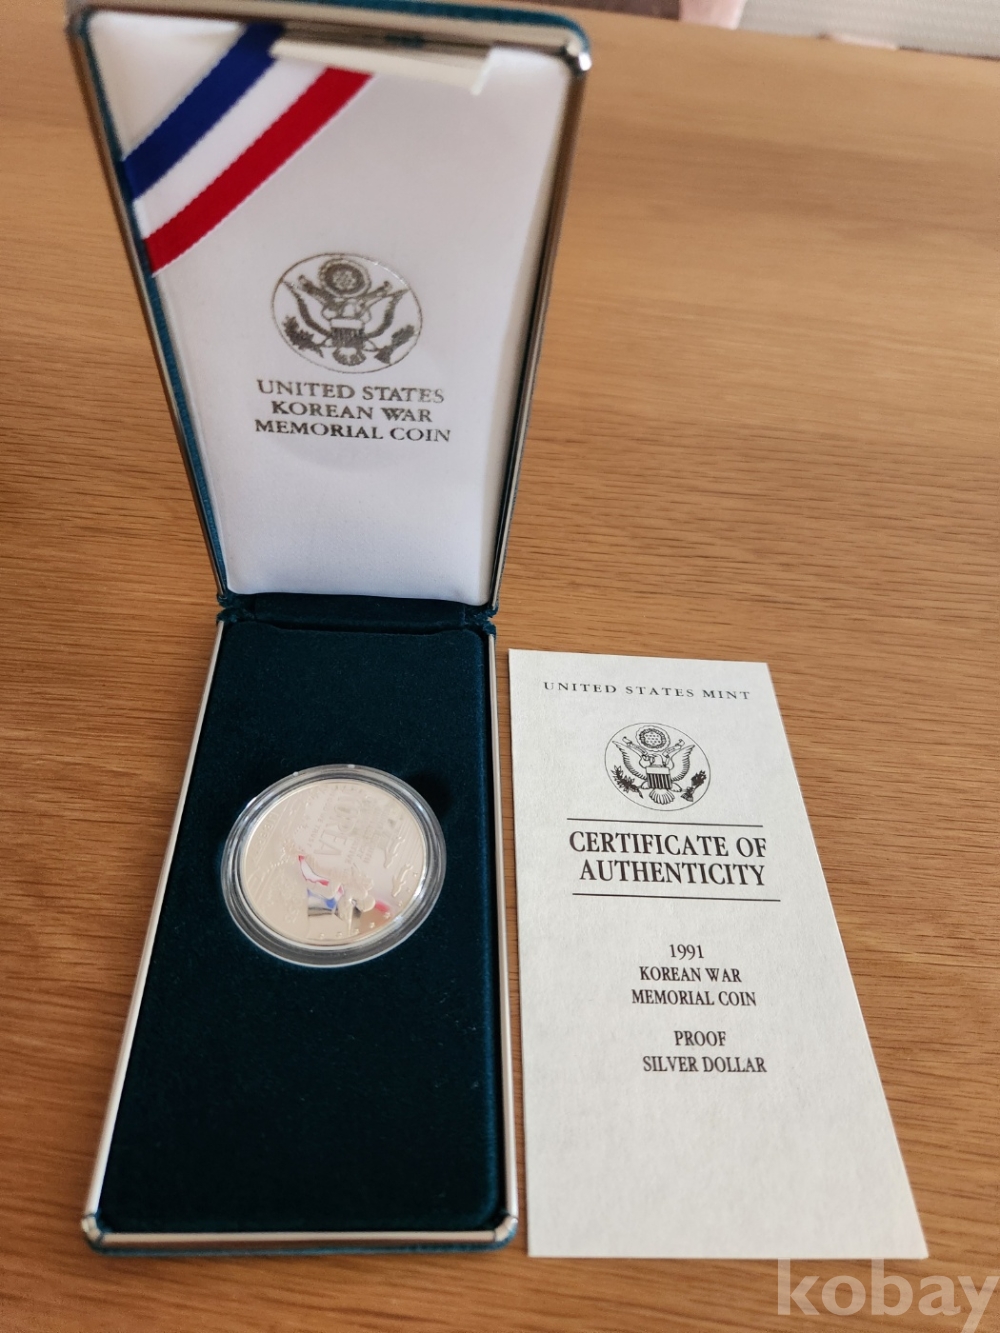 UNITED STATES
KOREAN WAR
MEMORIAL COIN
UNITED STATES MINT
CERTIFICATE OF
AUTHENTICITY
1991
KOREAN WAR
MEMORIAL COIN
PROOF
SILVER DOLLAR
kobay